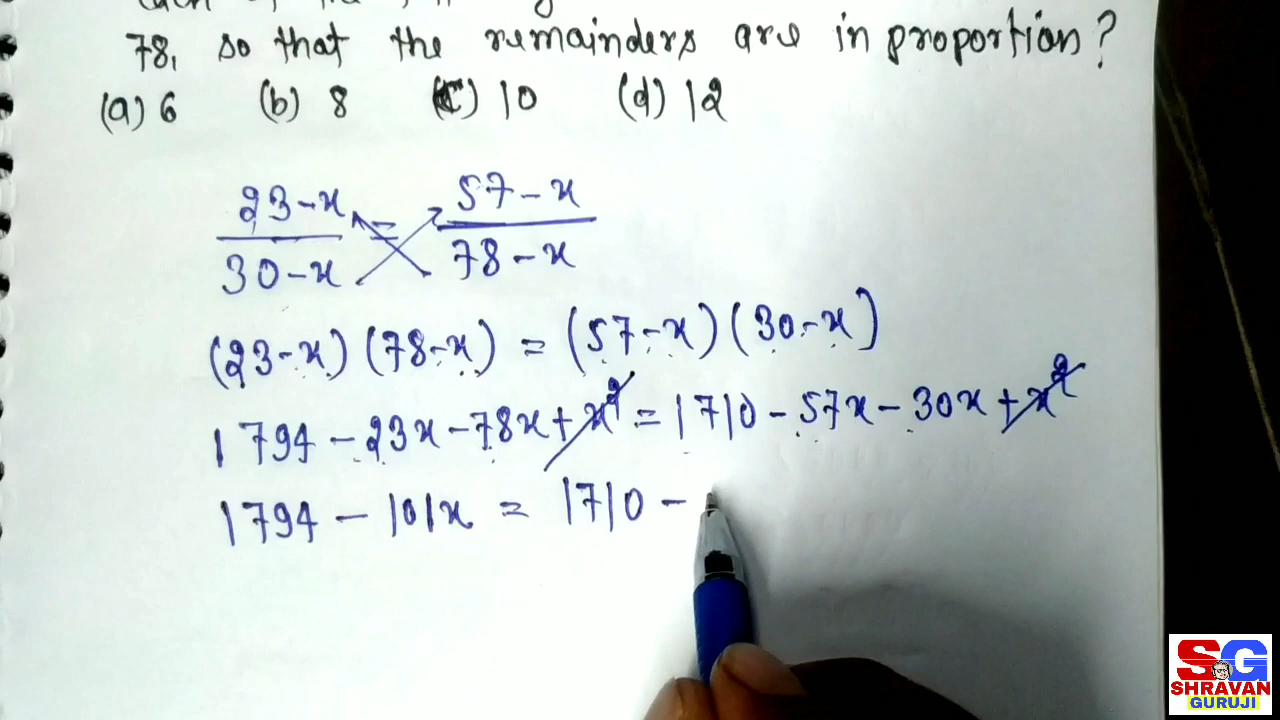 78, so that the remainders are in proportion?
(a) 6 (b) 8 (c) 10 (d) 12
23-x / 30-x = 57-x / 78-x
(23-x)(78-x) = (57-x)(30-x)
1794 - 23x - 78x + x² = 1710 - 57x - 30x + x²
1794 - 101x = 1710 -
SG
SHRAVAN
GURUJI